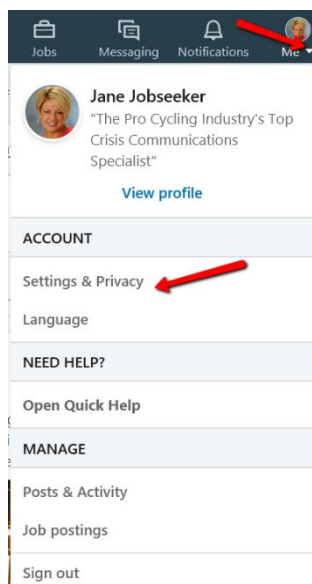 Jobs Messaging Notifications Me
Jane Jobseeker
"The Pro Cycling Industry's Top
Crisis Communications
Specialist"
View profile
ACCOUNT
Settings & Privacy
Language
NEED HELP?
Open Quick Help
MANAGE
Posts & Activity
Job postings
Sign out